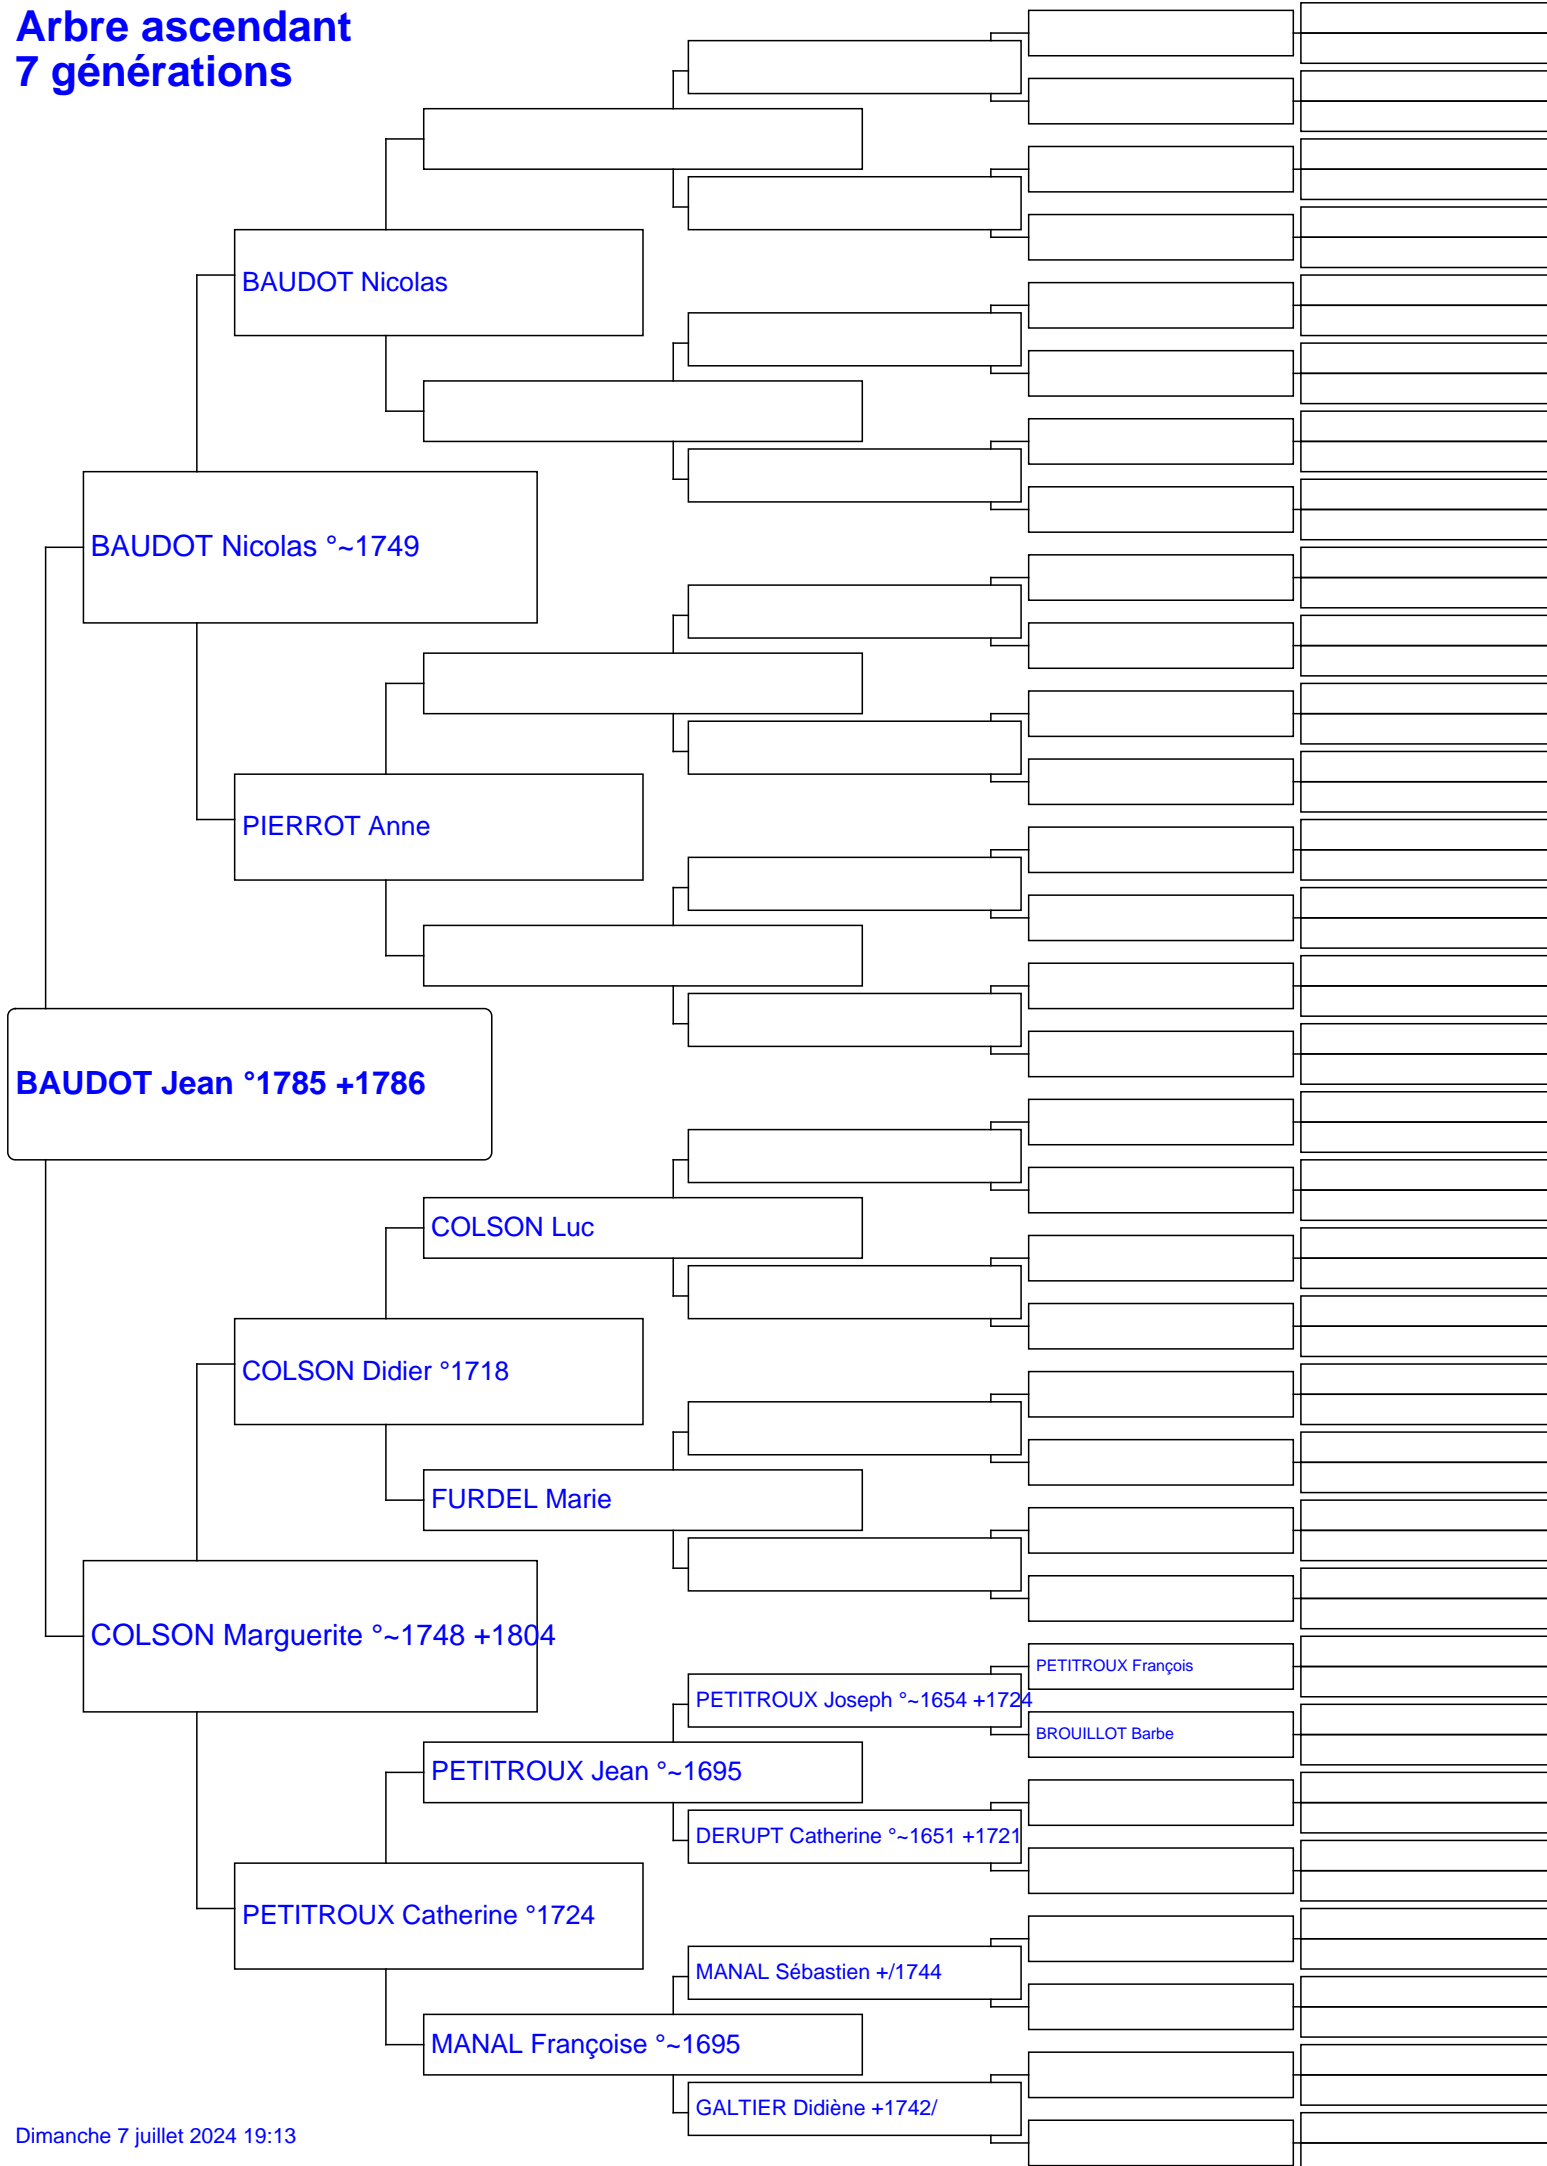 Arbre ascendant
7 générations
BAUDOT Nicolas
BAUDOT Nicolas °~1749
PIERROT Anne
BAUDOT Jean °1785 +1786
COLSON Luc
COLSON Didier °1718
FURDEL Marie
COLSON Marguerite °~1748 +1804
PETITROUX François
PETITROUX Joseph °~1654 +1724
BROUILLOT Barbe
PETITROUX Jean °~1695
DERUPT Catherine °~1651 +1721
PETITROUX Catherine °1724
MANAL Sébastien +/1744
MANAL Françoise °~1695
GALTIER Didiène +1742/
Dimanche 7 juillet 2024 19:13